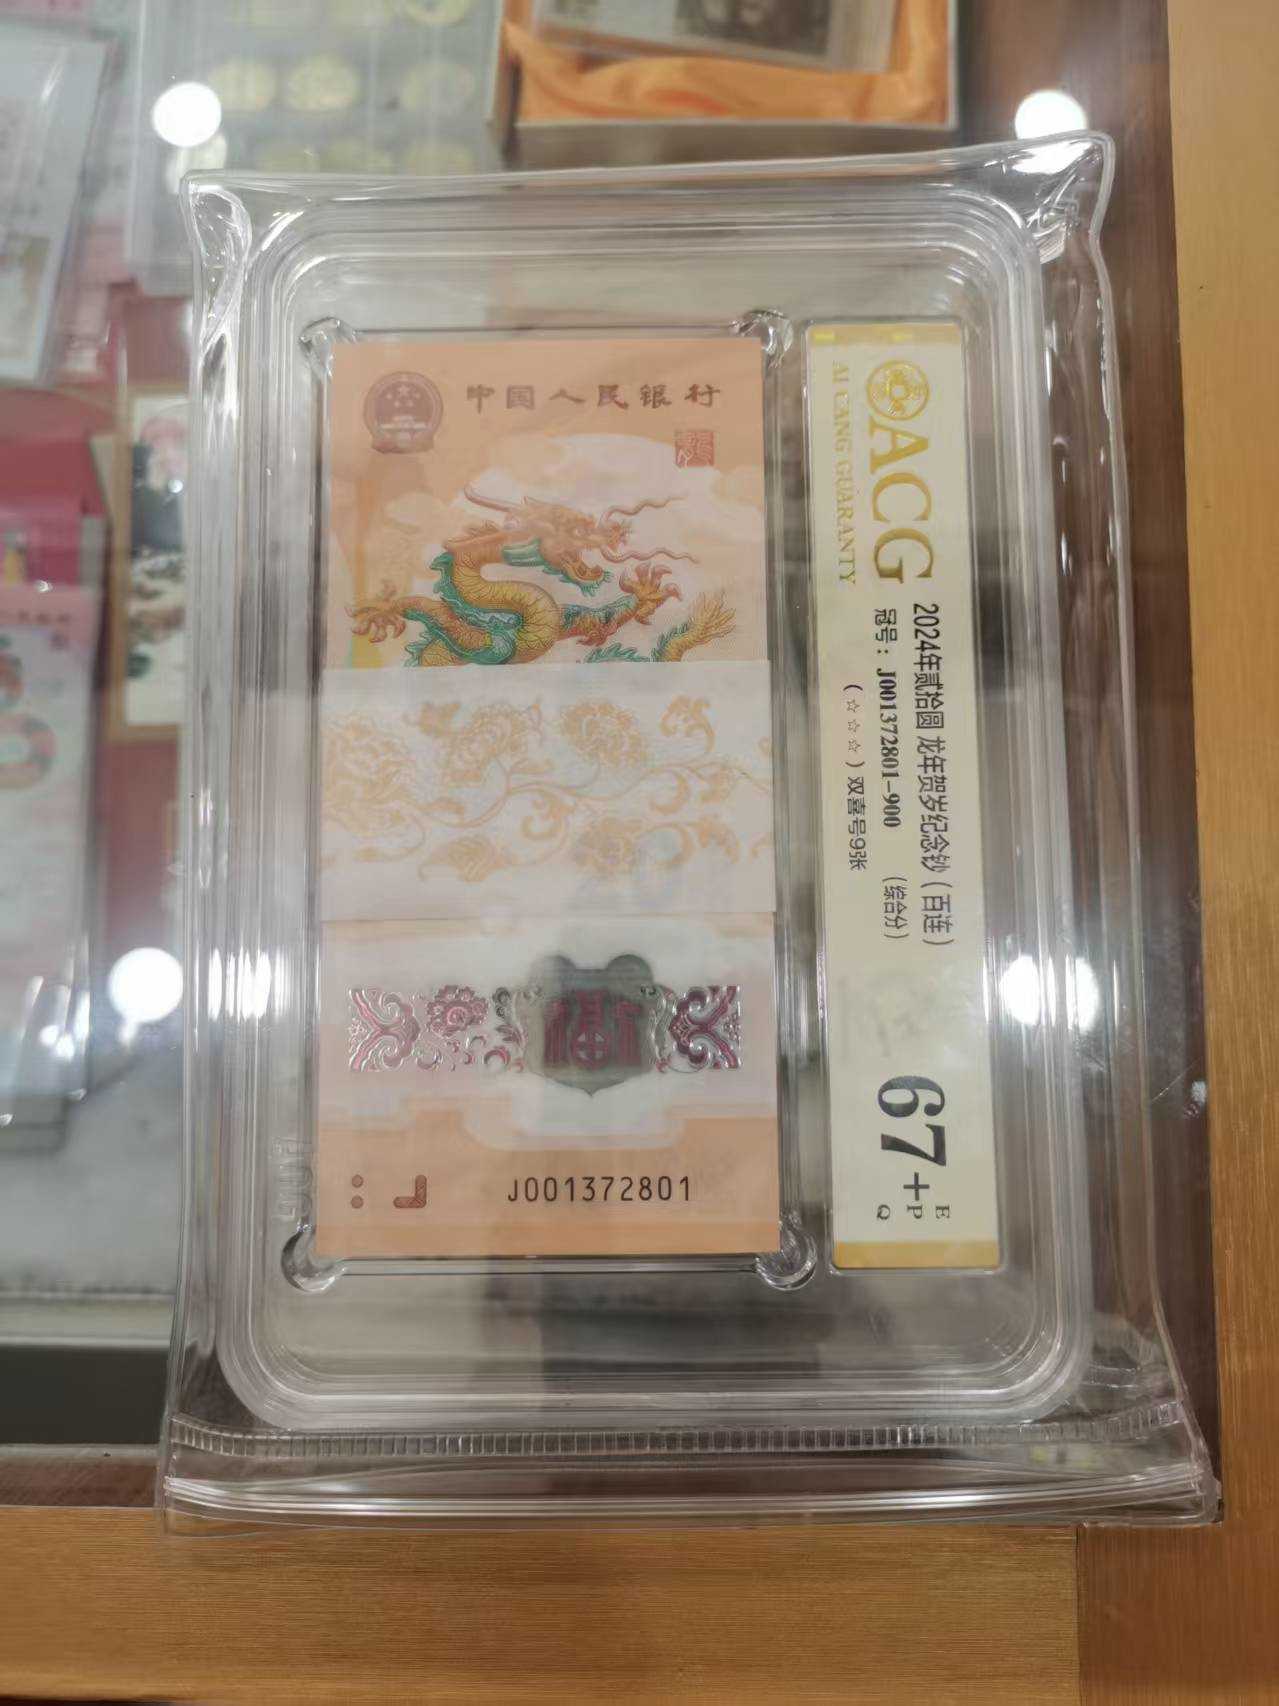 中国人民银行
福
J001372801
ACG
AI CANG GUARANTY
2024年贰拾圆 龙年贺岁纪念钞（百连）
冠号：J001372801-900 （综合分）
（☆☆☆）双喜号9张
67+
E
P
Q